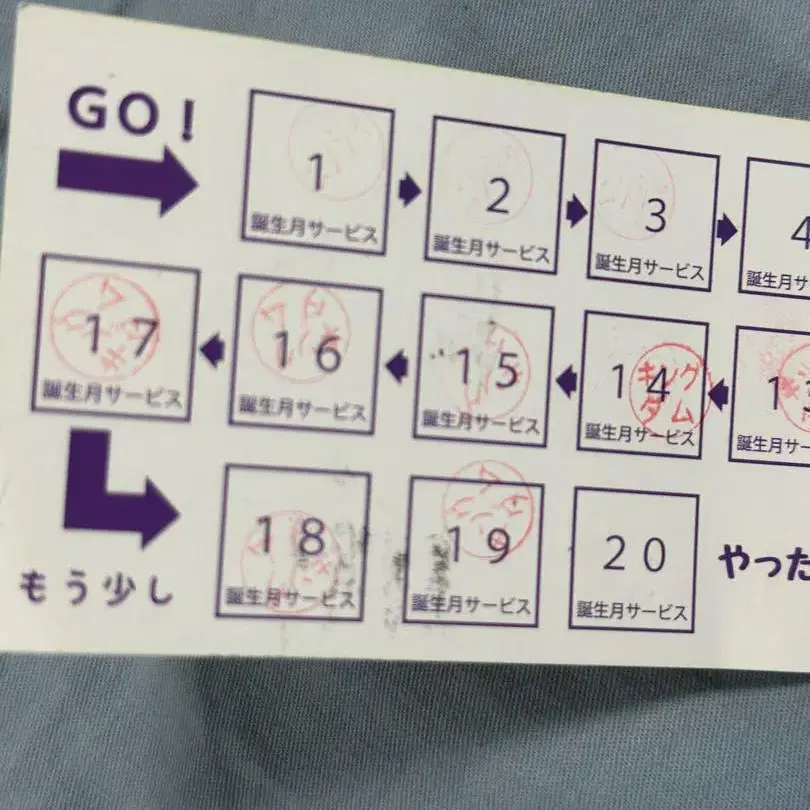 GO!
1
誕生月サービス
2
誕生月サービス
3
誕生月サービス
4
誕生月サ
17
誕生月サービス
16
誕生月サービス
15
誕生月サービス
14
キング
ダム
誕生月サービス
1
誕生月サー
もう少し
18
誕生月サービス
19
誕生月サービス
20
誕生月サービス
やった